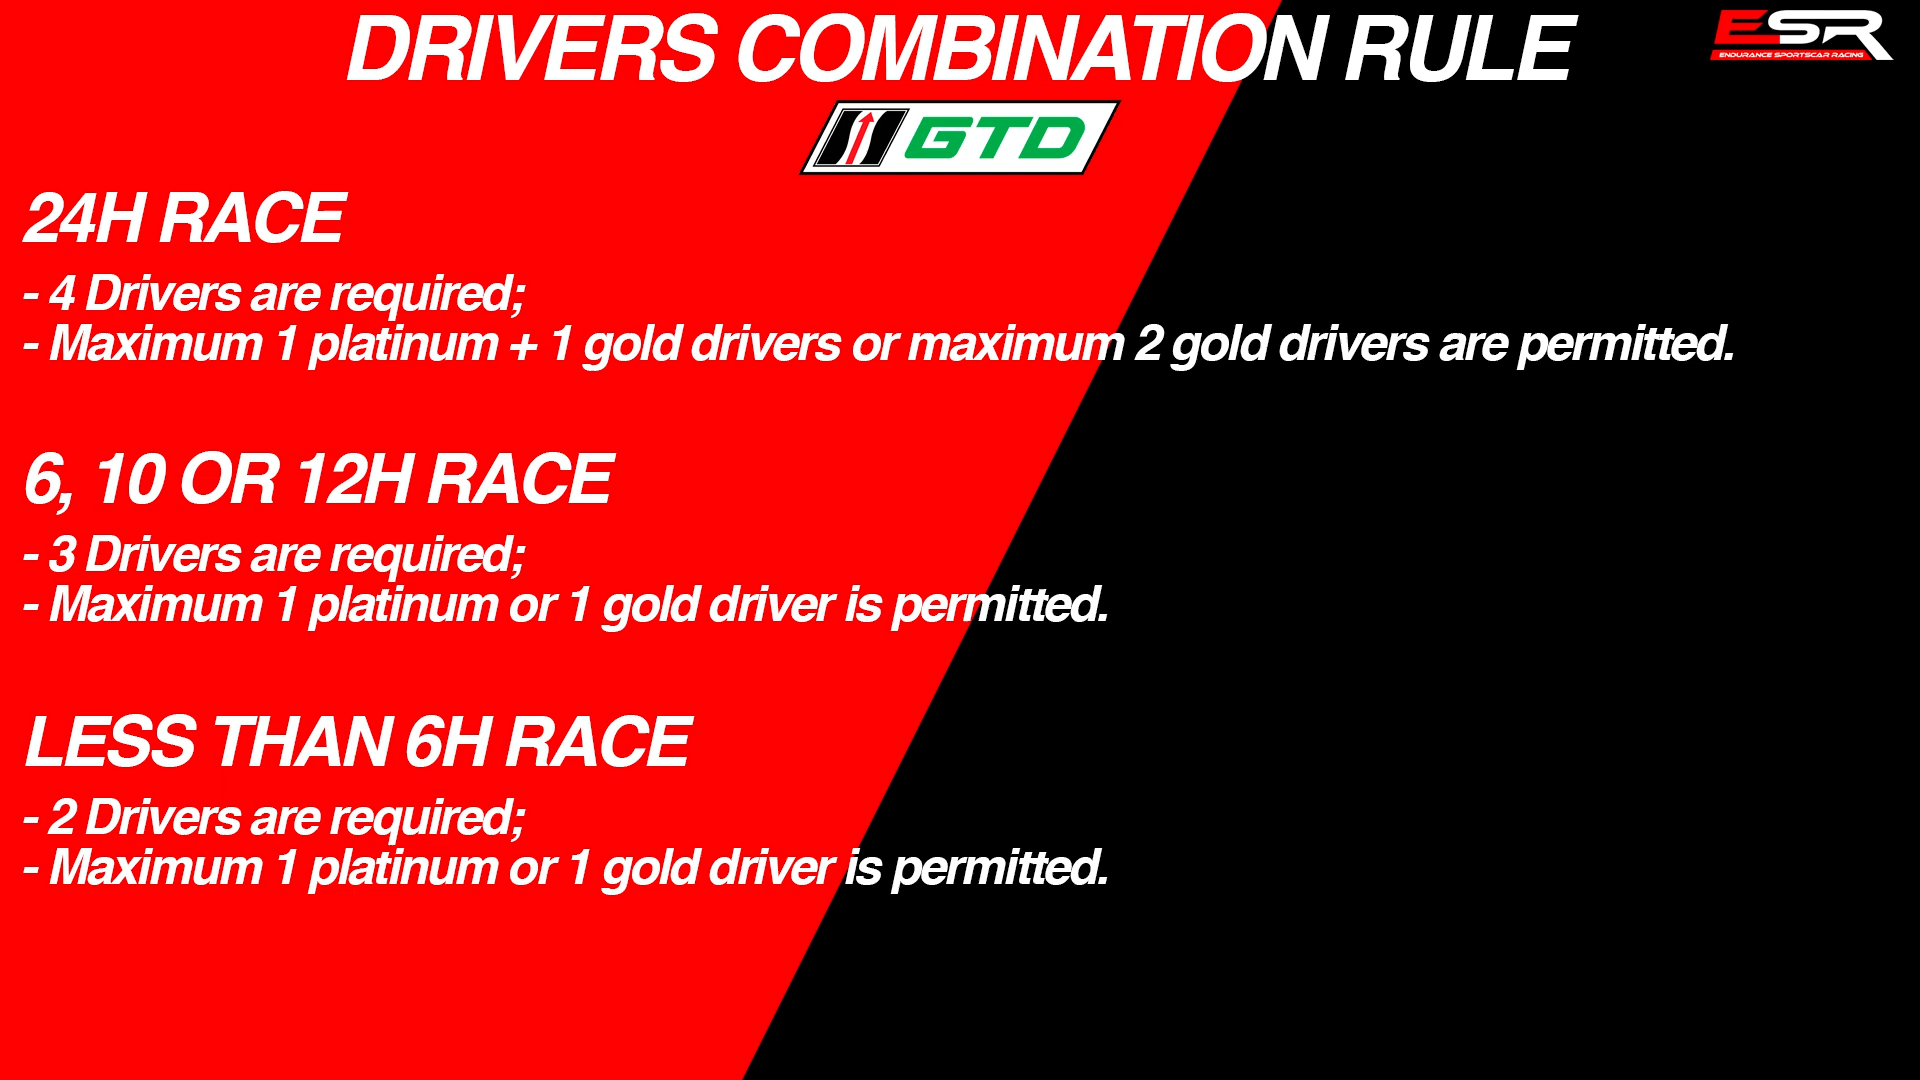 DRIVERS COMBINATION RULE
ESR
ENDURANCE SPORTSCAR RACING
GTD
24H RACE
- 4 Drivers are required;
- Maximum 1 platinum + 1 gold drivers or maximum 2 gold drivers are permitted.
6, 10 OR 12H RACE
- 3 Drivers are required;
- Maximum 1 platinum or 1 gold driver is permitted.
LESS THAN 6H RACE
- 2 Drivers are required;
- Maximum 1 platinum or 1 gold driver is permitted.